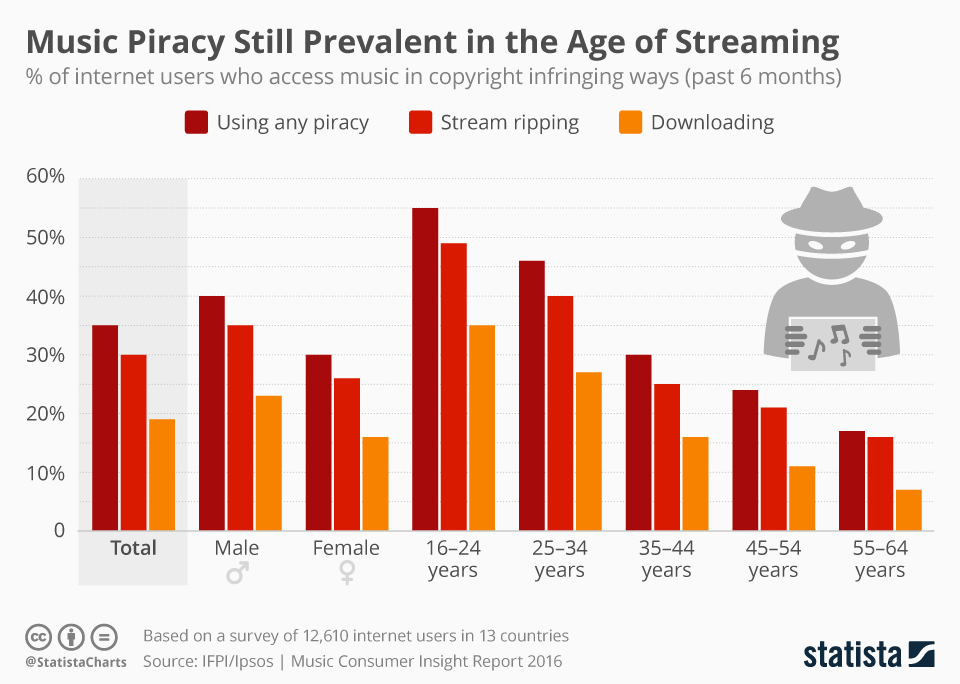 Music Piracy Still Prevalent in the Age of Streaming
% of internet users who access music in copyright infringing ways (past 6 months)
Using any piracy Stream ripping Downloading
60%
50%
40%
30%
20%
10%
0
Total Male Female 16–24 25–34 35–44 45–54 55–64
years years years years years
cc
@StatistaCharts
Based on a survey of 12,610 internet users in 13 countries
Source: IFPI/Ipsos | Music Consumer Insight Report 2016
statista